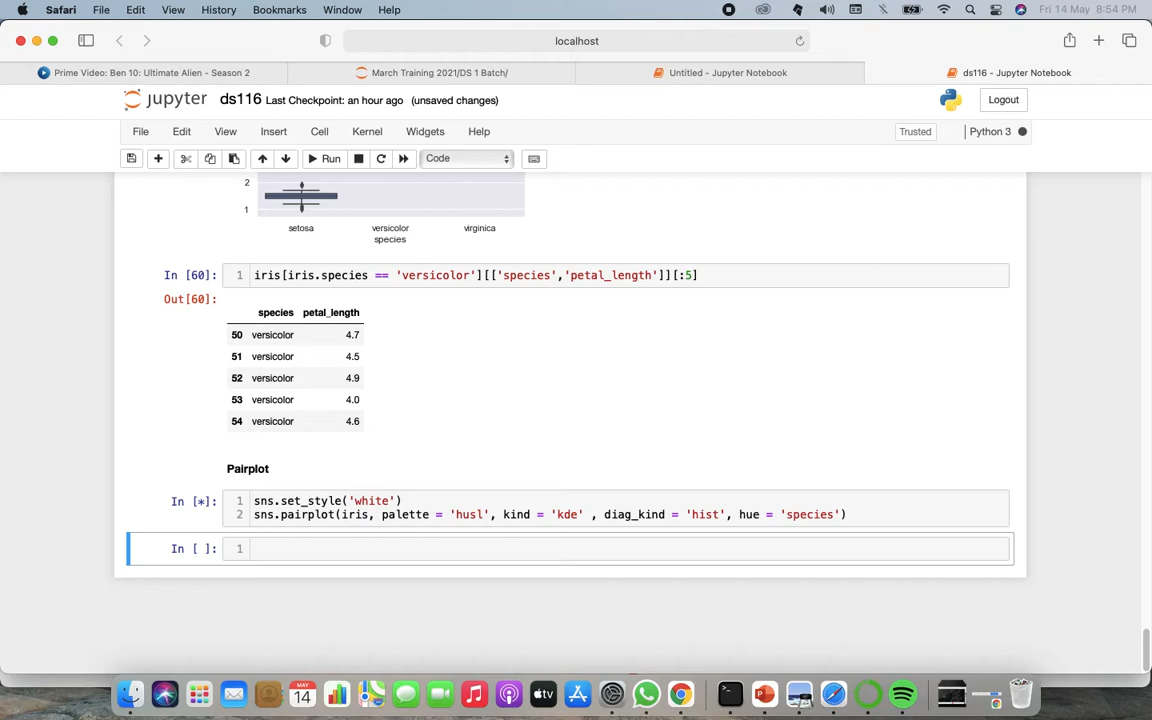 Safari File Edit View History Bookmarks Window Help Fri 14 May 8:54 PM
localhost
Prime Video: Ben 10: Ultimate Alien - Season 2 March Training 2021/DS 1 Batch/ Untitled - Jupyter Notebook ds116 - Jupyter Notebook
jupyter ds116 Last Checkpoint: an hour ago (unsaved changes) Logout
File Edit View Insert Cell Kernel Widgets Help Trusted Python 3
Run Code
2
1
setosa versicolor virginica
species
In [60]: 1 iris[iris.species == 'versicolor'][['species','petal_length']][:5]
Out[60]:
species petal_length
50 versicolor 4.7
51 versicolor 4.5
52 versicolor 4.9
53 versicolor 4.0
54 versicolor 4.6
Pairplot
In [*]: 1 sns.set_style('white')
2 sns.pairplot(iris, palette = 'husl', kind = 'kde' , diag_kind = 'hist', hue = 'species')
In [ ]: 1
MAY
14
tv